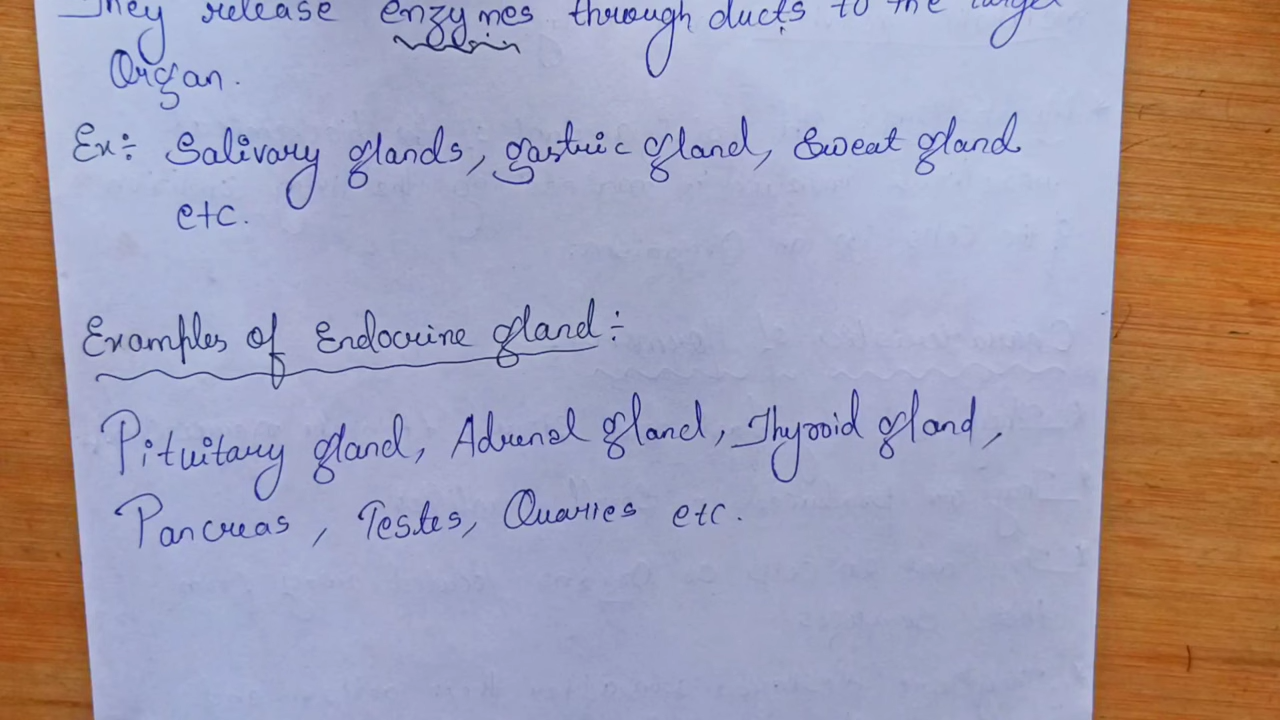 They release enzymes through ducts to the target
Organ.
Ex:- Salivary glands, gastric gland, Sweat gland
etc.
Examples of Endocrine gland:-
Pituitary gland, Adrenal gland, Thyroid gland,
Pancreas, Testes, Ovaries etc.